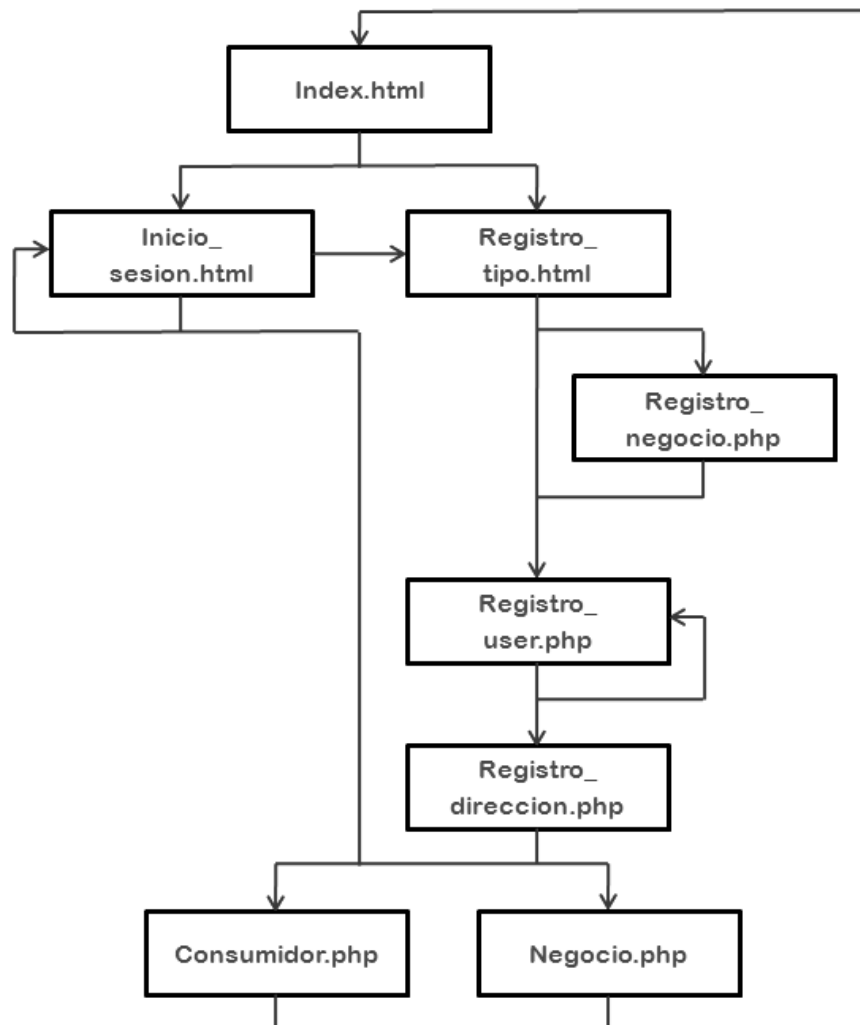 Index.html
Inicio_
sesion.html
Registro_
tipo.html
Registro_
negocio.php
Registro_
user.php
Registro_
direccion.php
Consumidor.php
Negocio.php